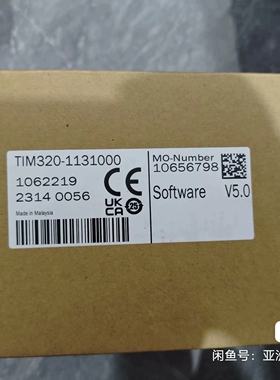 TIM320-1131000
1062219
2314 0056
Made in Malaysia
CE
UK
CA
25
MO-Number
10656798
Software V5.0
闲鱼号:亚